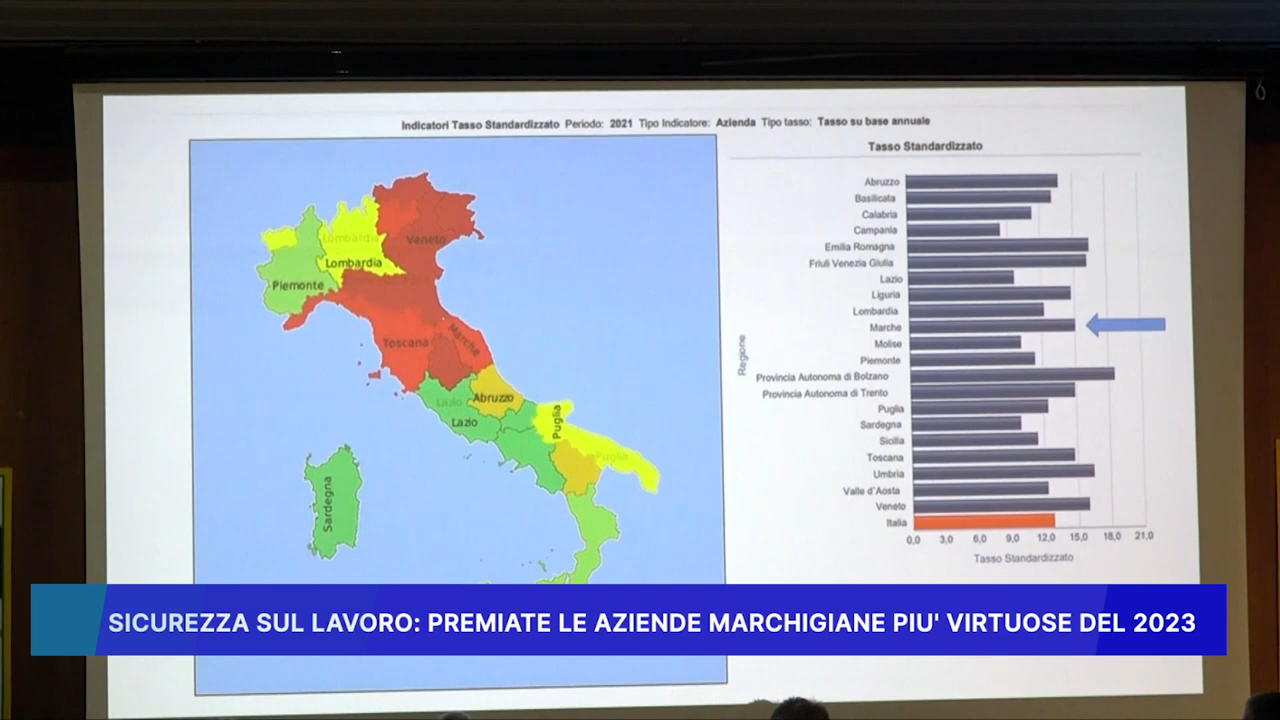 Indicatori Tasso Standardizzato Periodo: 2021 Tipo Indicatore: Azienda Tipo tasso: Tasso su base annuale
Lombardia
Veneto
Lombardia
Piemonte
Toscana
Marche
Lazio
Abruzzo
Lazio
Puglia
Puglia
Sardegna
Tasso Standardizzato
Regione
Abruzzo
Basilicata
Calabria
Campania
Emilia Romagna
Friuli Venezia Giulia
Lazio
Liguria
Lombardia
Marche
Molise
Piemonte
Provincia Autonoma di Bolzano
Provincia Autonoma di Trento
Puglia
Sardegna
Sicilia
Toscana
Umbria
Valle d'Aosta
Veneto
Italia
0,0 3,0 6,0 9,0 12,0 15,0 18,0 21,0
Tasso Standardizzato
SICUREZZA SUL LAVORO: PREMIATE LE AZIENDE MARCHIGIANE PIU' VIRTUOSE DEL 2023